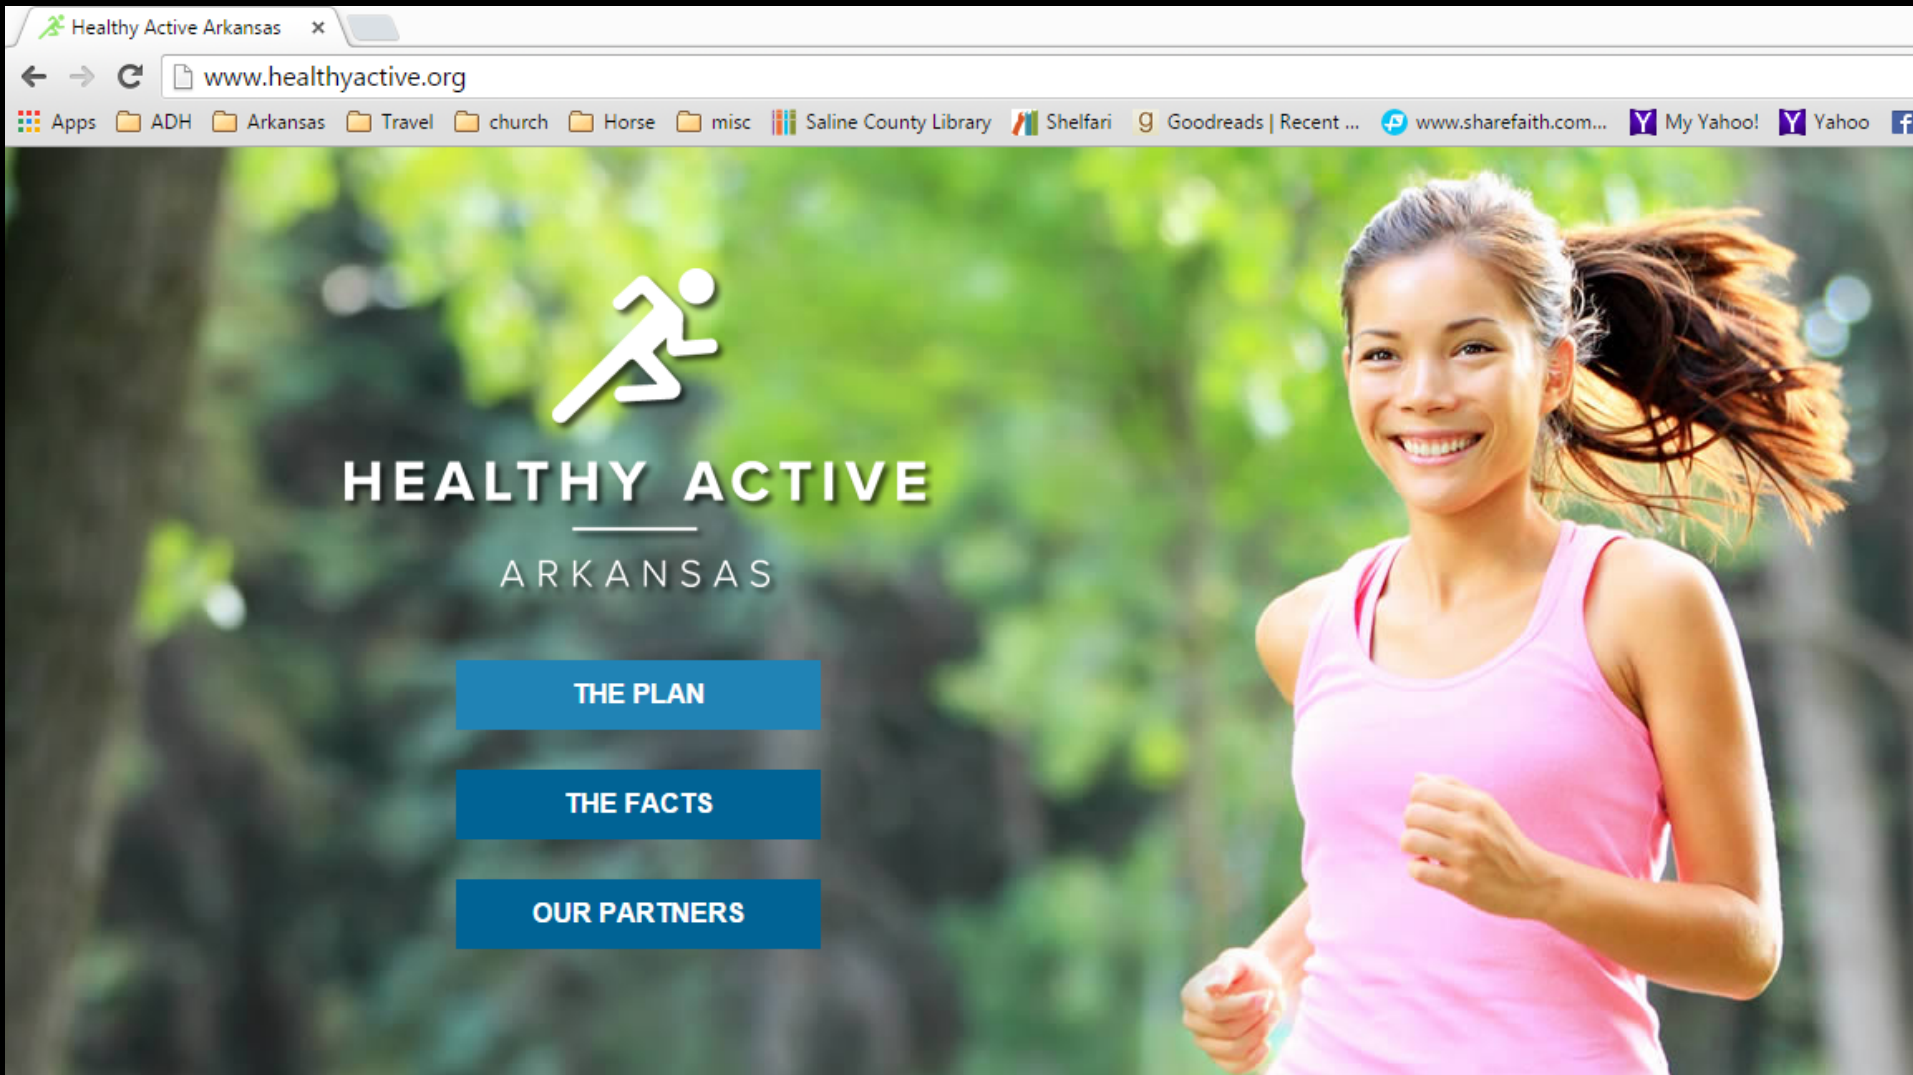 Healthy Active Arkansas
www.healthyactive.org
Apps ADH Arkansas Travel church Horse misc Saline County Library Shelfari Goodreads | Recent ... www.sharefaith.com... My Yahoo! Yahoo
HEALTHY ACTIVE
ARKANSAS
THE PLAN
THE FACTS
OUR PARTNERS